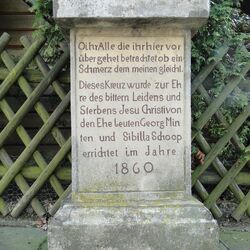 O ihr Alle die ihr hier vor
über gehet betrachtet ob ein
Schmerz dem meinen gleicht.
Dieses Kreuz wurde zur Eh
re des bittern Leidens und
Sterbens Jesu Christi von
den Ehe Leuten Georg Min
ten und Sibilla Schoop
errichtet im Jahre
1860